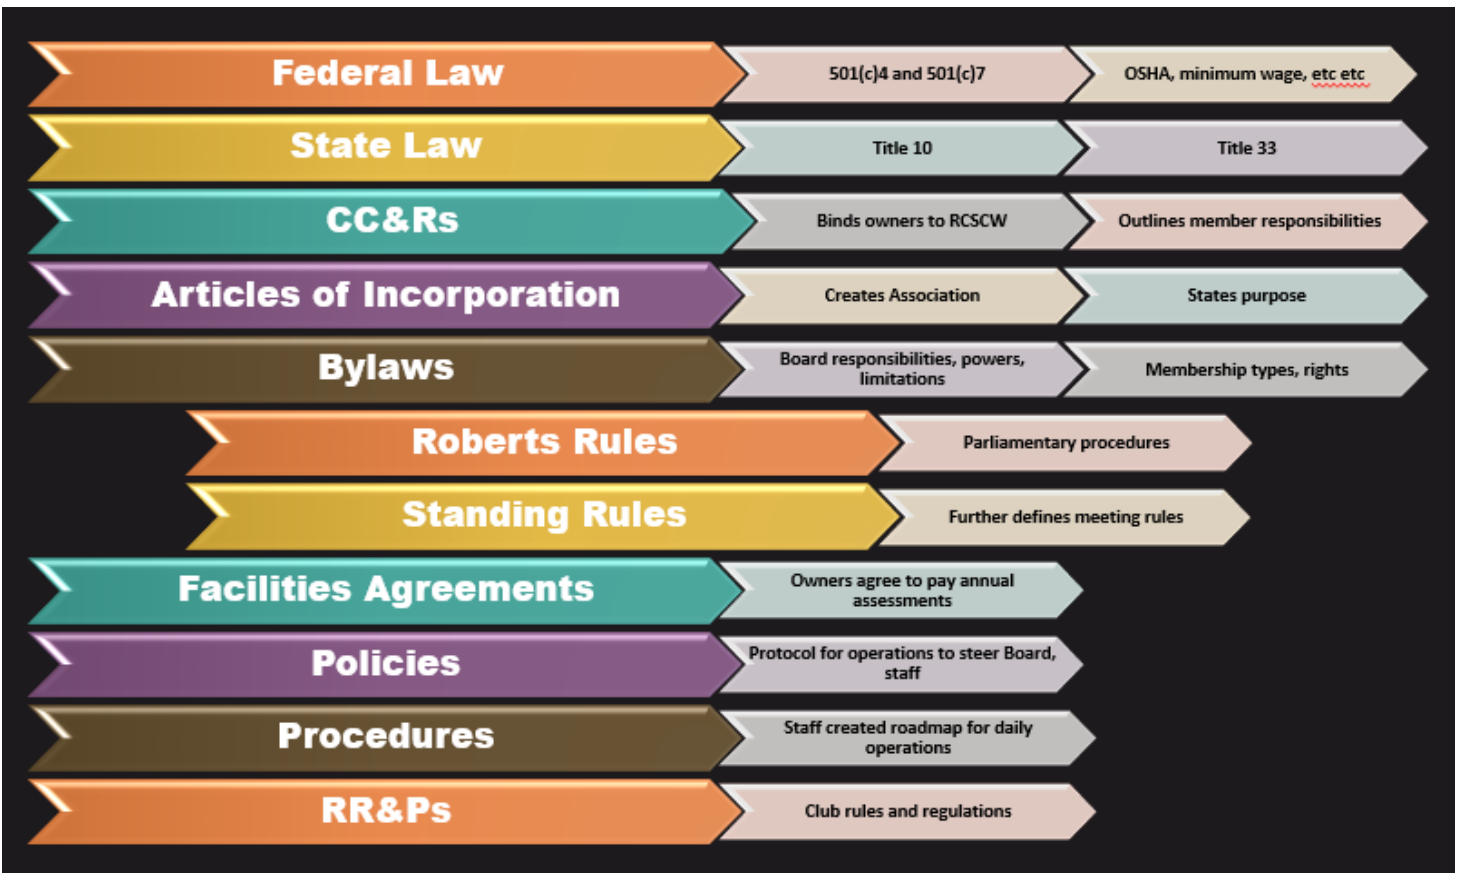 Federal Law
501(c)4 and 501(c)7
OSHA, minimum wage, etc etc
State Law
Title 10
Title 33
CC&Rs
Binds owners to RCSCW
Outlines member responsibilities
Articles of Incorporation
Creates Association
States purpose
Bylaws
Board responsibilities, powers,
limitations
Membership types, rights
Roberts Rules
Parliamentary procedures
Standing Rules
Further defines meeting rules
Facilities Agreements
Owners agree to pay annual
assessments
Policies
Protocol for operations to steer Board,
staff
Procedures
Staff created roadmap for daily
operations
RR&Ps
Club rules and regulations